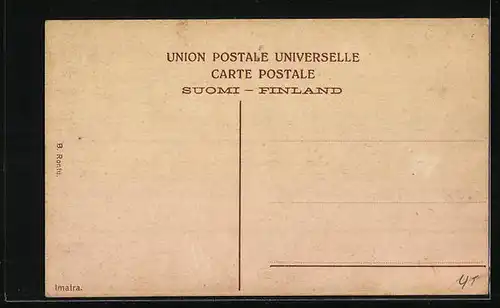 UNION POSTALE UNIVERSELLE
CARTE POSTALE
SUOMI – FINLAND
Imatra.